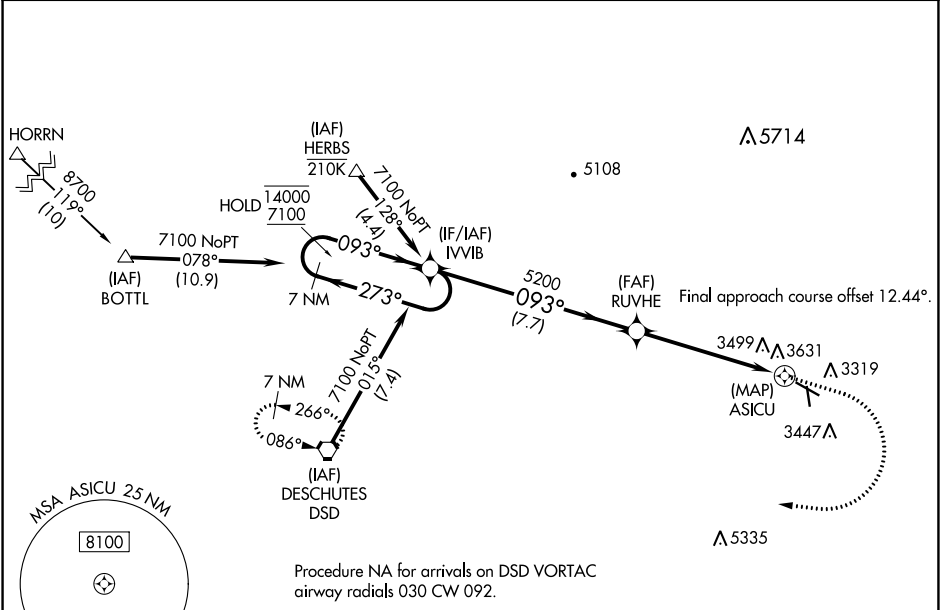 HORRN
8700
119°
(10)
(IAF)
BOTTL
7100 NoPT
078°
(10.9)
HOLD
14000
7100
(IAF)
HERBS
210K
7100 NoPT
128°
(4.4)
5108
5714
093°
273°
7 NM
(IF/IAF)
IVVIB
5200
093°
(7.7)
(FAF)
RUVHE
Final approach course offset 12.44°.
3499
3631
3319
(MAP)
ASICU
3447
7100 NoPT
015°
(7.4)
7 NM
266°
086°
(IAF)
DESCHUTES
DSD
5335
MSA ASICU 25 NM
8100
Procedure NA for arrivals on DSD VORTAC
airway radials 030 CW 092.